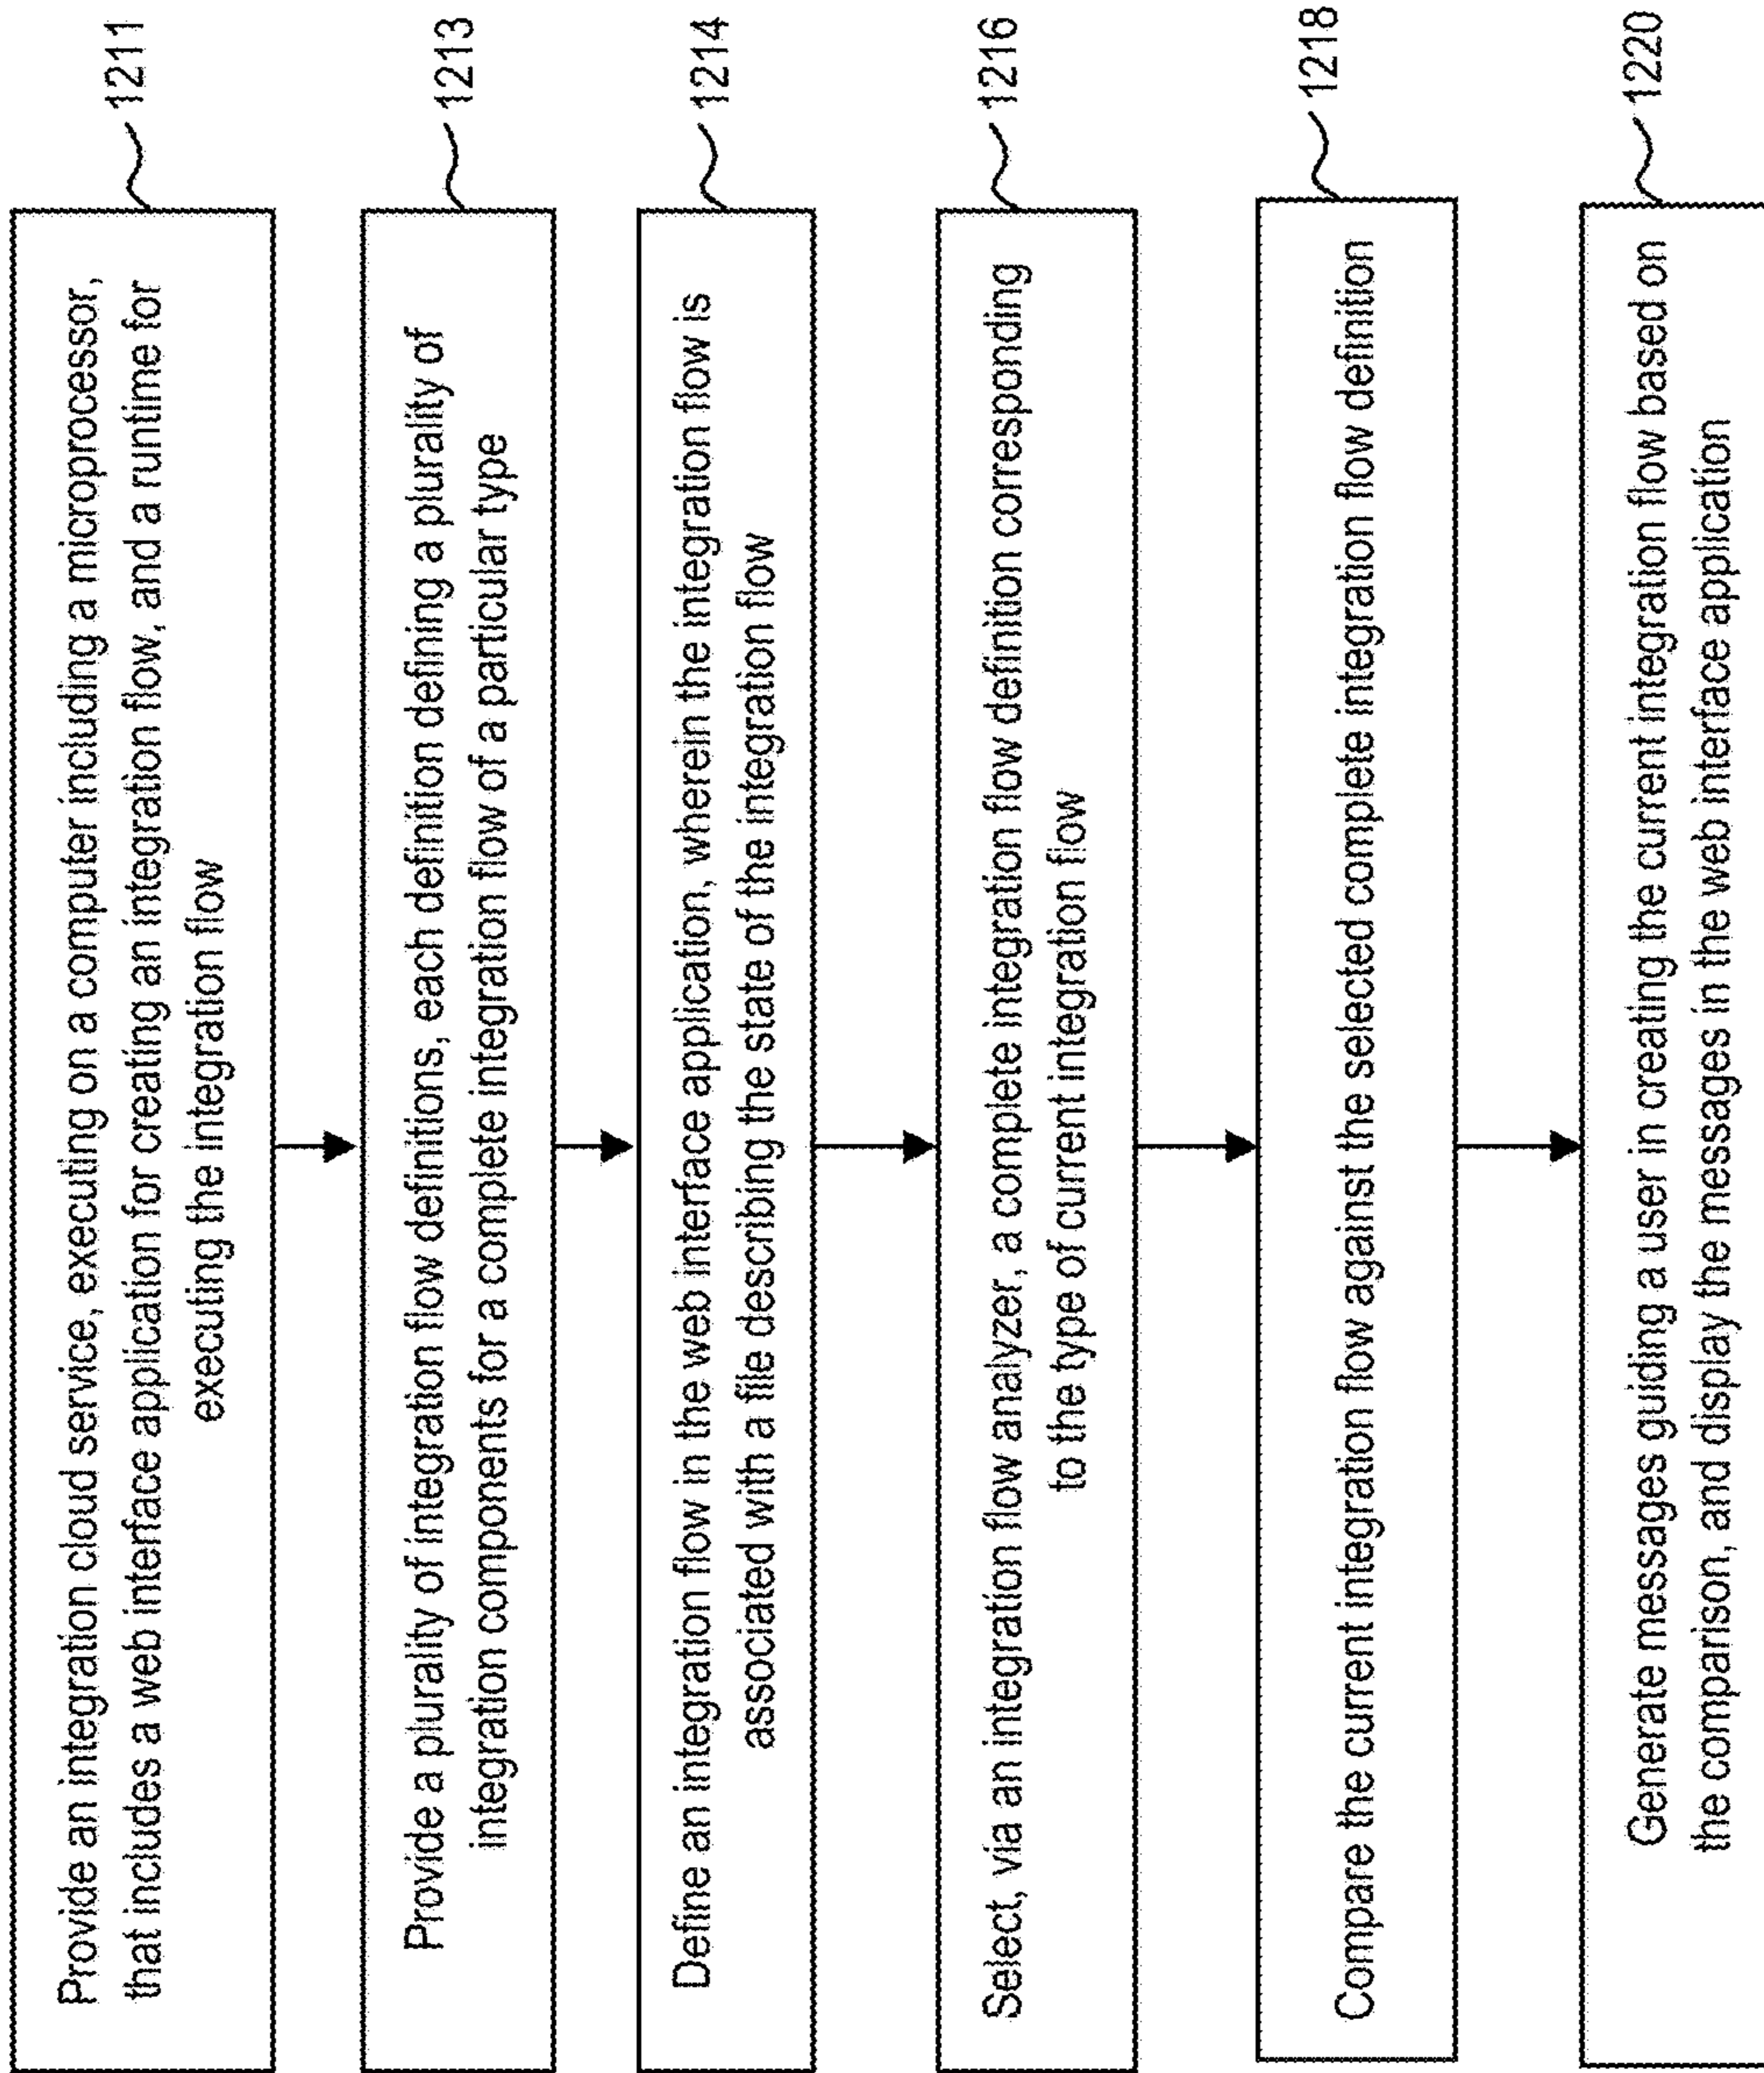 Provide an integration cloud service, executing on a computer including a microprocessor,
that includes a web interface application for creating an integration flow, and a runtime for
executing the integration flow
1211
Provide a plurality of integration flow definitions, each definition defining a plurality of
integration components for a complete integration flow of a particular type
1213
Define an integration flow in the web interface application, wherein the integration flow is
associated with a file describing the state of the integration flow
1214
Select, via an integration flow analyzer, a complete integration flow definition corresponding
to the type of current integration flow
1216
Compare the current integration flow against the selected complete integration flow definition
1218
Generate messages guiding a user in creating the current integration flow based on
the comparison, and display the messages in the web interface application
1220